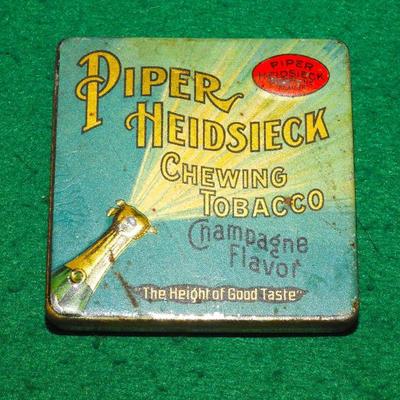 PIPER
HEIDSIECK
PIPER
HEIDSIECK
CHEWING
TOBACCO
Champagne
Flavor
"The Height of Good Taste"